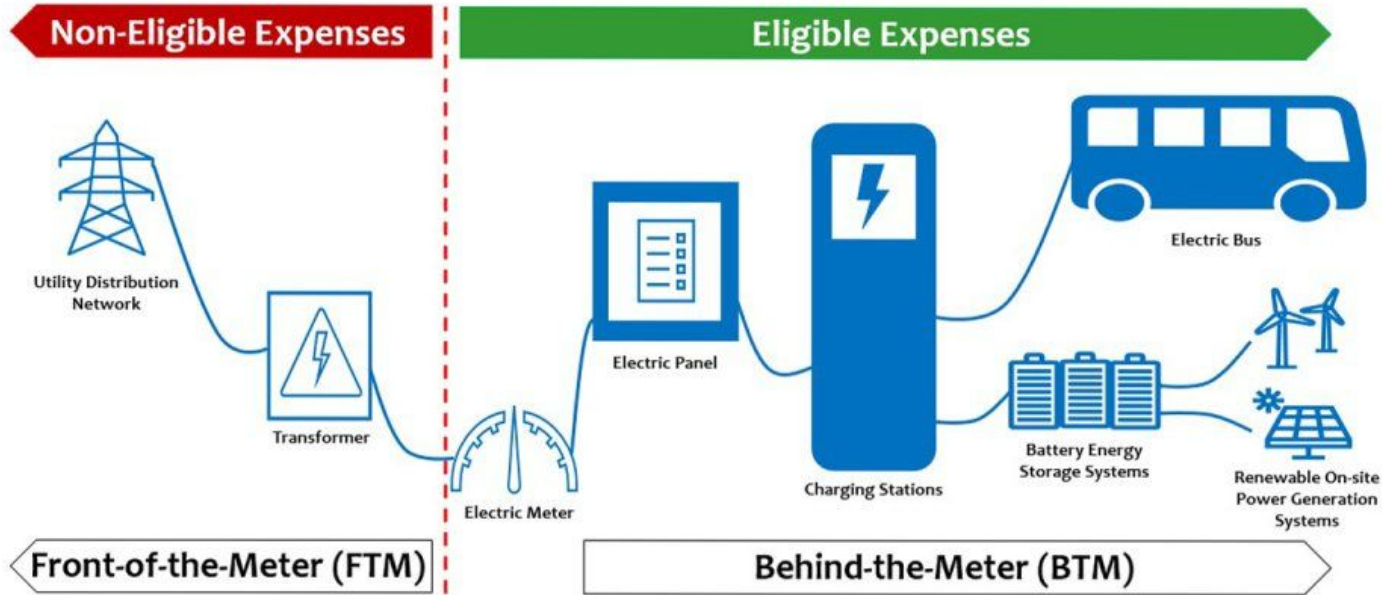 Non-Eligible Expenses
Eligible Expenses
Utility Distribution
Network
Transformer
Electric Meter
Electric Panel
Charging Stations
Electric Bus
Battery Energy
Storage Systems
Renewable On-site
Power Generation
Systems
Front-of-the-Meter (FTM)
Behind-the-Meter (BTM)